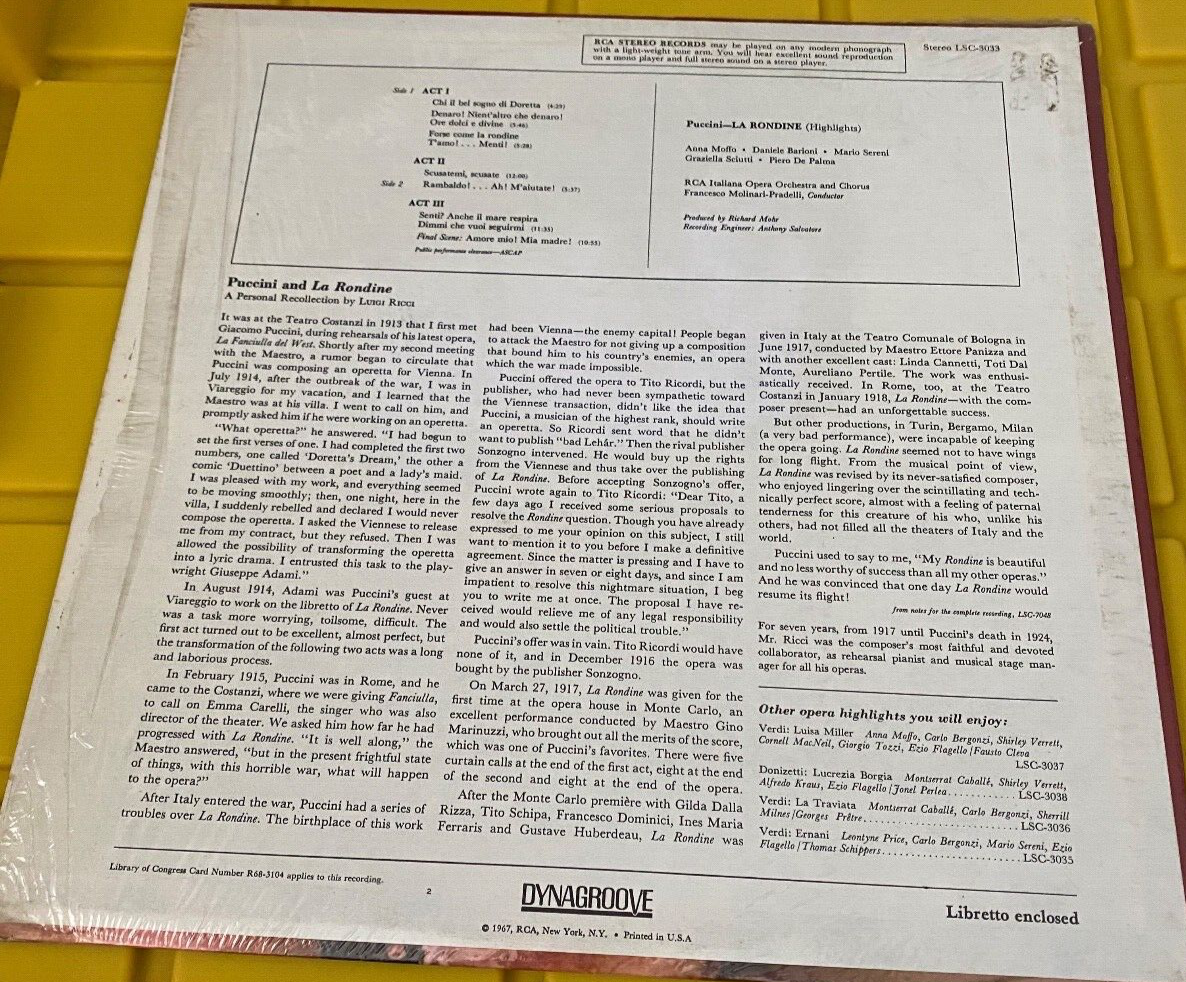 RCA STEREO RECORDS may be played on any modern phonograph
with a light-weight tone arm. You will hear excellent sound reproduction
on a mono player and full stereo sound on a stereo player.
Stereo LSC-3033
Side 1 ACT I
Chi il bel sogno di Doretta (4:29)
Denaro! Nient'altro che denaro!
Ore dolci e divine (5:46)
Forse come la rondine
T'amo! . . . Menti! (5:28)
ACT II
Scusatemi, scusate (12:00)
Side 2 Rambaldo! . . . Ah! M'aiutate! (5:37)
ACT III
Senti? Anche il mare respira
Dimmi che vuoi seguirmi (11:35)
Final Scene: Amore mio! Mia madre! (10:55)
Public performance clearance—ASCAP
Puccini—LA RONDINE (Highlights)
Anna Moffo • Daniele Barioni • Mario Sereni
Graziella Sciutti • Piero De Palma
RCA Italiana Opera Orchestra and Chorus
Francesco Molinari-Pradelli, Conductor
Produced by Richard Mohr
Recording Engineer: Anthony Salvatore
Puccini and La Rondine
A Personal Recollection by LUIGI RICCI
It was at the Teatro Costanzi in 1913 that I first met
Giacomo Puccini, during rehearsals of his latest opera,
La Fanciulla del West. Shortly after my second meeting
with the Maestro, a rumor began to circulate that
Puccini was composing an operetta for Vienna. In
July 1914, after the outbreak of the war, I was in
Viareggio for my vacation, and I learned that the
Maestro was at his villa. I went to call on him, and
promptly asked him if he were working on an operetta.
"What operetta?" he answered. "I had begun to
set the first verses of one. I had completed the first two
numbers, one called 'Doretta's Dream,' the other a
comic 'Duettino' between a poet and a lady's maid.
I was pleased with my work, and everything seemed
to be moving smoothly; then, one night, here in the
villa, I suddenly rebelled and declared I would never
compose the operetta. I asked the Viennese to release
me from my contract, but they refused. Then I was
allowed the possibility of transforming the operetta
into a lyric drama. I entrusted this task to the play-
wright Giuseppe Adami."
In August 1914, Adami was Puccini's guest at
Viareggio to work on the libretto of La Rondine. Never
was a task more worrying, toilsome, difficult. The
first act turned out to be excellent, almost perfect, but
the transformation of the following two acts was a long
and laborious process.
In February 1915, Puccini was in Rome, and he
came to the Costanzi, where we were giving Fanciulla,
to call on Emma Carelli, the singer who was also
director of the theater. We asked him how far he had
progressed with La Rondine. "It is well along," the
Maestro answered, "but in the present frightful state
of things, with this horrible war, what will happen
to the opera?"
After Italy entered the war, Puccini had a series of
troubles over La Rondine. The birthplace of this work
had been Vienna—the enemy capital! People began
to attack the Maestro for not giving up a composition
that bound him to his country's enemies, an opera
which the war made impossible.
Puccini offered the opera to Tito Ricordi, but the
publisher, who had never been sympathetic toward
the Viennese transaction, didn't like the idea that
Puccini, a musician of the highest rank, should write
an operetta. So Ricordi sent word that he didn't
want to publish "bad Lehár." Then the rival publisher
Sonzogno intervened. He would buy up the rights
from the Viennese and thus take over the publishing
of La Rondine. Before accepting Sonzogno's offer,
Puccini wrote again to Tito Ricordi: "Dear Tito, a
few days ago I received some serious proposals to
resolve the Rondine question. Though you have already
expressed to me your opinion on this subject, I still
want to mention it to you before I make a definitive
agreement. Since the matter is pressing and I have to
give an answer in seven or eight days, and since I am
impatient to resolve this nightmare situation, I beg
you to write me at once. The proposal I have re-
ceived would relieve me of any legal responsibility
and would also settle the political trouble."
Puccini's offer was in vain. Tito Ricordi would have
none of it, and in December 1916 the opera was
bought by the publisher Sonzogno.
On March 27, 1917, La Rondine was given for the
first time at the opera house in Monte Carlo, an
excellent performance conducted by Maestro Gino
Marinuzzi, who brought out all the merits of the score,
which was one of Puccini's favorites. There were five
curtain calls at the end of the first act, eight at the end
of the second and eight at the end of the opera.
After the Monte Carlo première with Gilda Dalla
Rizza, Tito Schipa, Francesco Dominici, Ines Maria
Ferraris and Gustave Huberdeau, La Rondine was
given in Italy at the Teatro Comunale of Bologna in
June 1917, conducted by Maestro Ettore Panizza and
with another excellent cast: Linda Cannetti, Toti Dal
Monte, Aureliano Pertile. The work was enthusi-
astically received. In Rome, too, at the Teatro
Costanzi in January 1918, La Rondine—with the com-
poser present—had an unforgettable success.
But other productions, in Turin, Bergamo, Milan
(a very bad performance), were incapable of keeping
the opera going. La Rondine seemed not to have wings
for long flight. From the musical point of view,
La Rondine was revised by its never-satisfied composer,
who enjoyed lingering over the scintillating and tech-
nically perfect score, almost with a feeling of paternal
tenderness for this creature of his who, unlike his
others, had not filled all the theaters of Italy and the
world.
Puccini used to say to me, "My Rondine is beautiful
and no less worthy of success than all my other operas."
And he was convinced that one day La Rondine would
resume its flight!
from notes for the complete recording, LSC-7048
For seven years, from 1917 until Puccini's death in 1924,
Mr. Ricci was the composer's most faithful and devoted
collaborator, as rehearsal pianist and musical stage man-
ager for all his operas.
Other opera highlights you will enjoy:
Verdi: Luisa Miller Anna Moffo, Carlo Bergonzi, Shirley Verrett,
Cornell MacNeil, Giorgio Tozzi, Ezio Flagello/Fausto Cleva
LSC-3037
Donizetti: Lucrezia Borgia Montserrat Caballé, Shirley Verrett,
Alfredo Kraus, Ezio Flagello/Jonel Perlea . . . . . . . . . . LSC-3038
Verdi: La Traviata Montserrat Caballé, Carlo Bergonzi, Sherrill
Milnes/Georges Prêtre . . . . . . . . . . . . . . . . . . . . . . . LSC-3036
Verdi: Ernani Leontyne Price, Carlo Bergonzi, Mario Sereni, Ezio
Flagello/Thomas Schippers . . . . . . . . . . . . . . . . . . . . . LSC-3035
Library of Congress Card Number R68-3104 applies to this recording.
2
DYNAGROOVE
© 1967, RCA, New York, N.Y. • Printed in U.S.A
Libretto enclosed